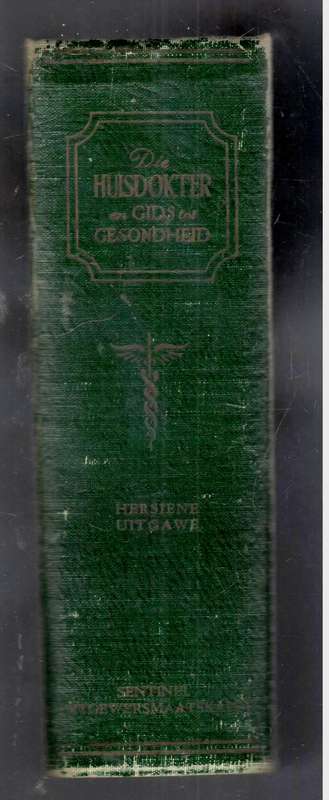 Die
HUISDOKTER
en GIDS tot
GESONDHEID
HERSIENE
UITGAWE
SENTINEL